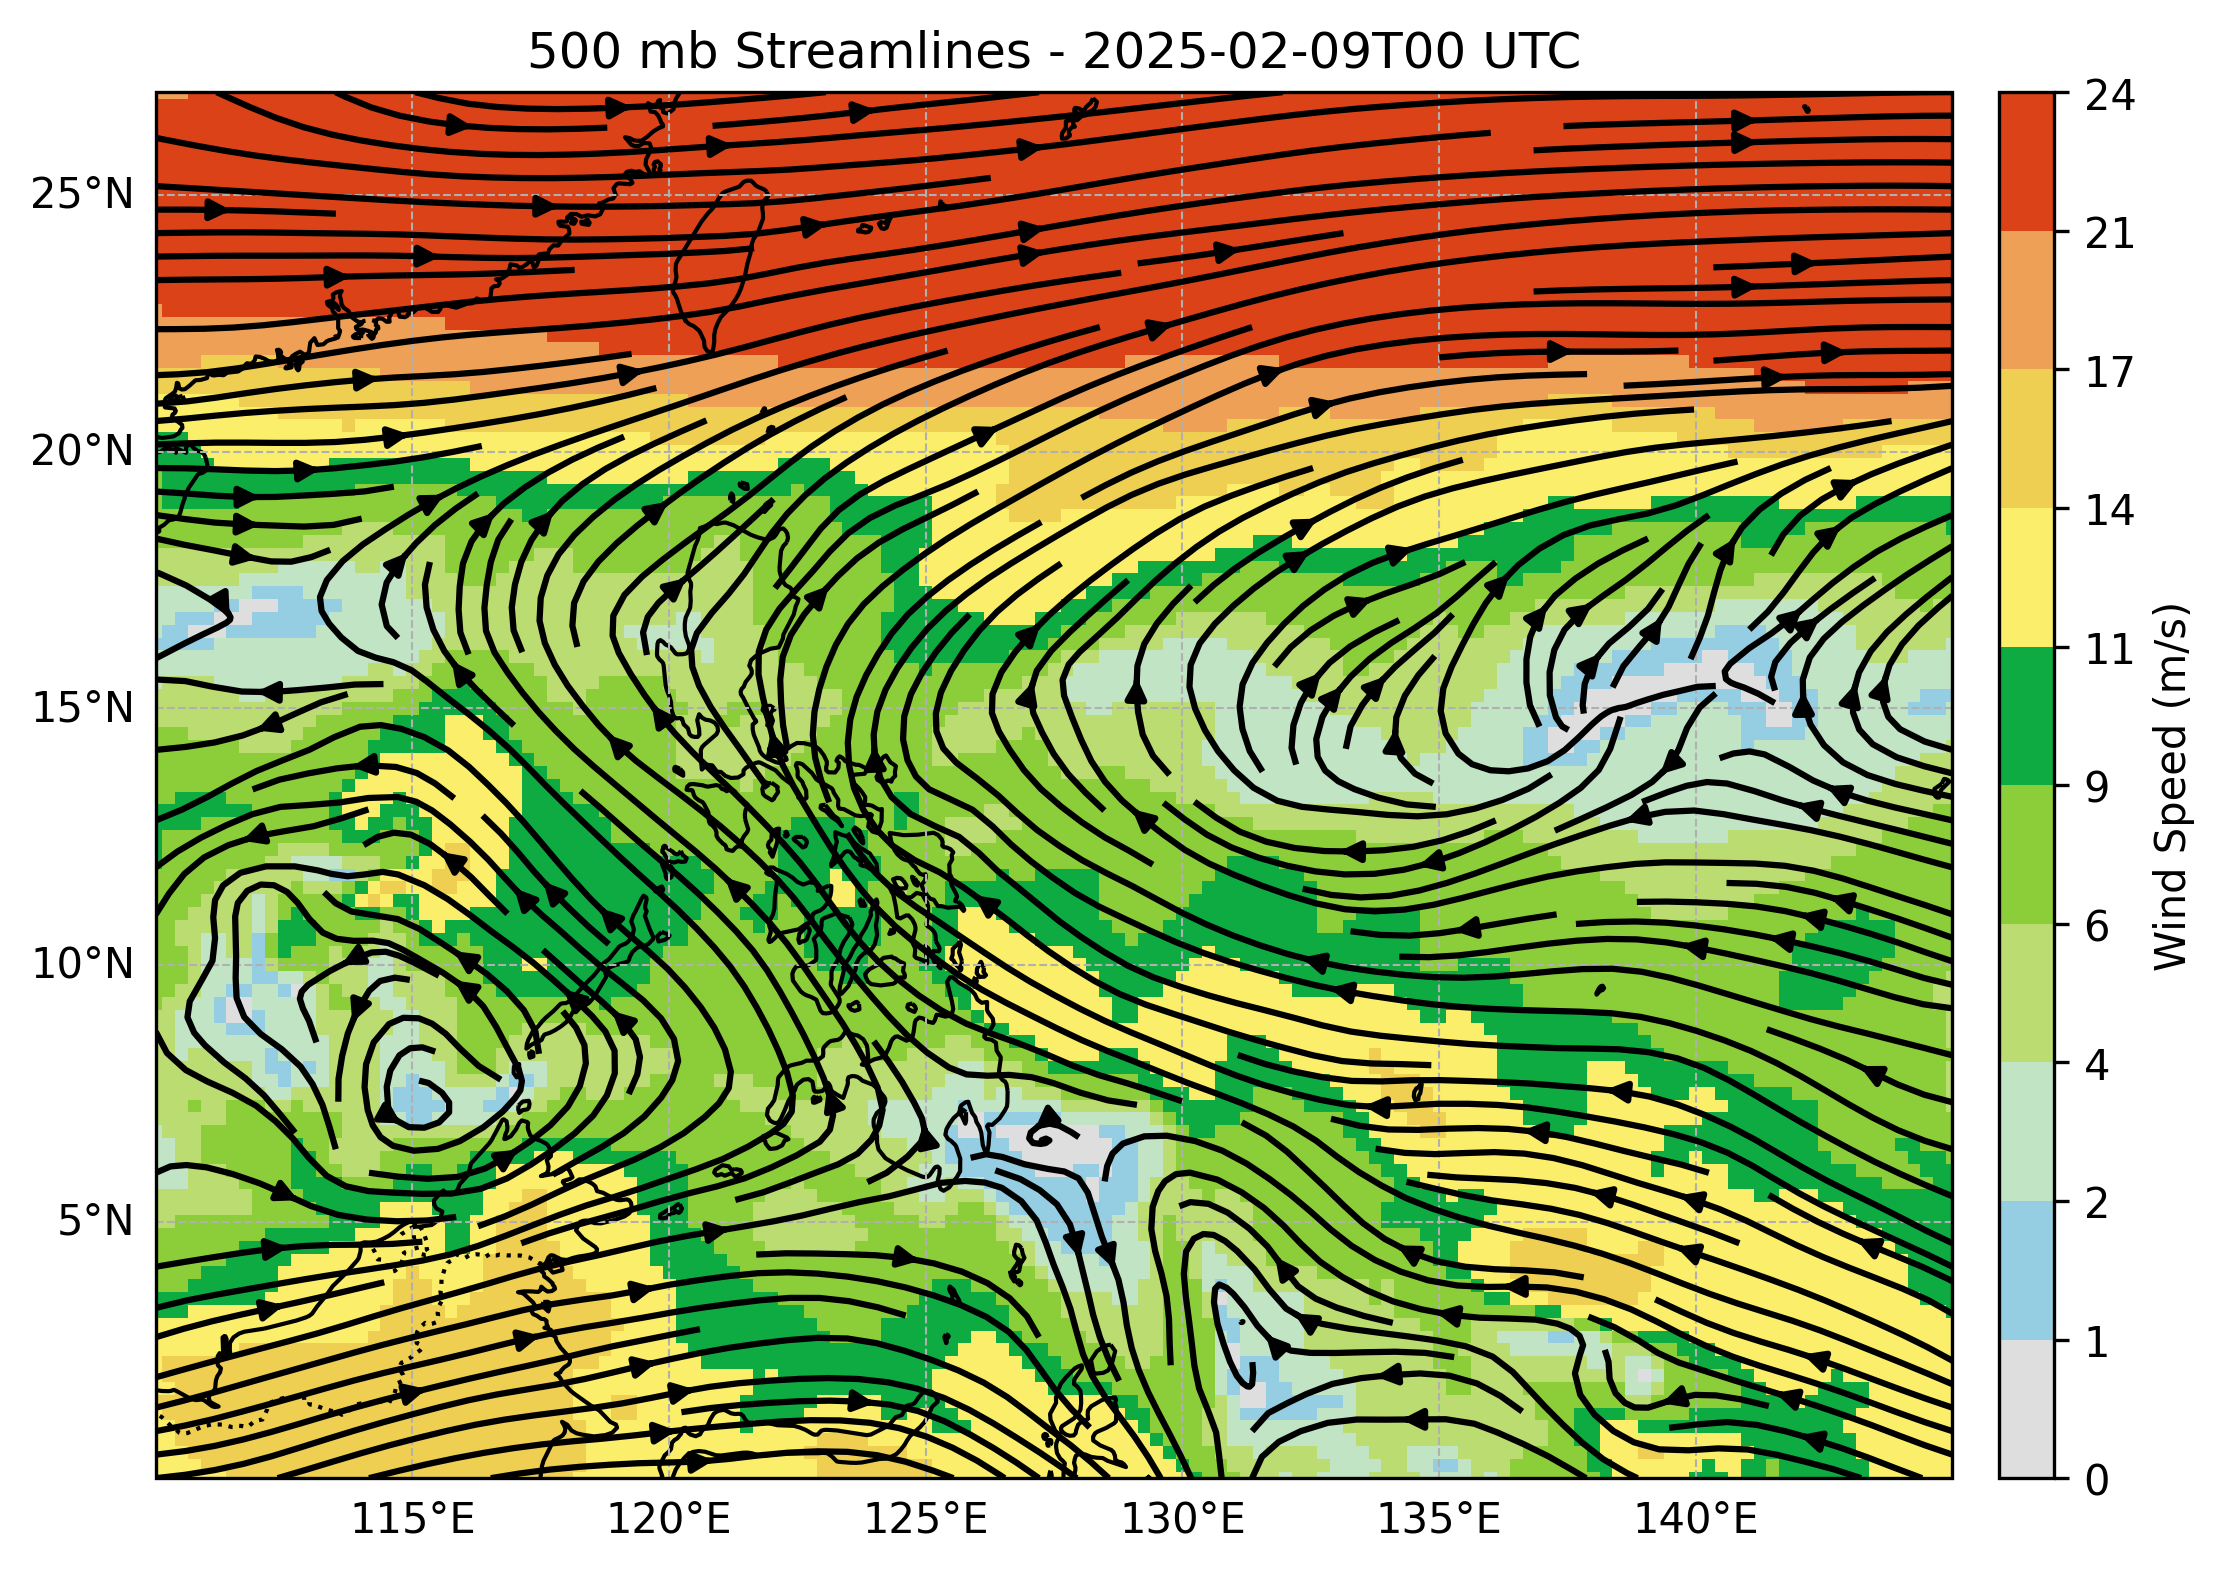 500 mb Streamlines - 2025-02-09T00 UTC
25°N
20°N
15°N
10°N
5°N
115°E
120°E
125°E
130°E
135°E
140°E
24
21
17
14
11
9
6
4
2
1
0
Wind Speed (m/s)